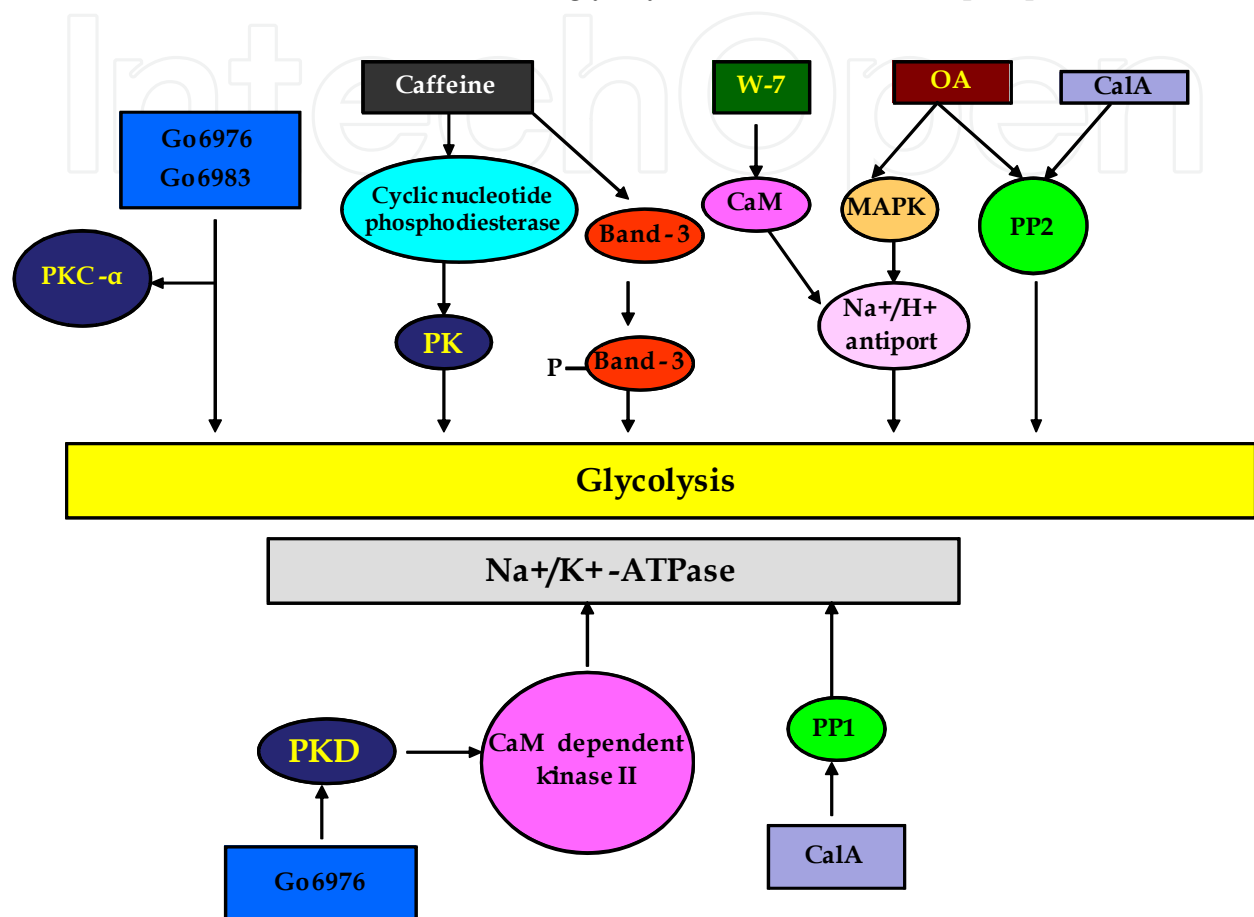 IntechOpen
Caffeine
W-7
OA
CalA
Go6976
Go6983
Cyclic nucleotide
phosphodiesterase
Band-3
CaM
MAPK
PP2
PKC-α
Na+/H+
antiport
PK
P
Band-3
Glycolysis
Na+/K+-ATPase
PKD
CaM dependent
kinase II
PP1
Go6976
CalA